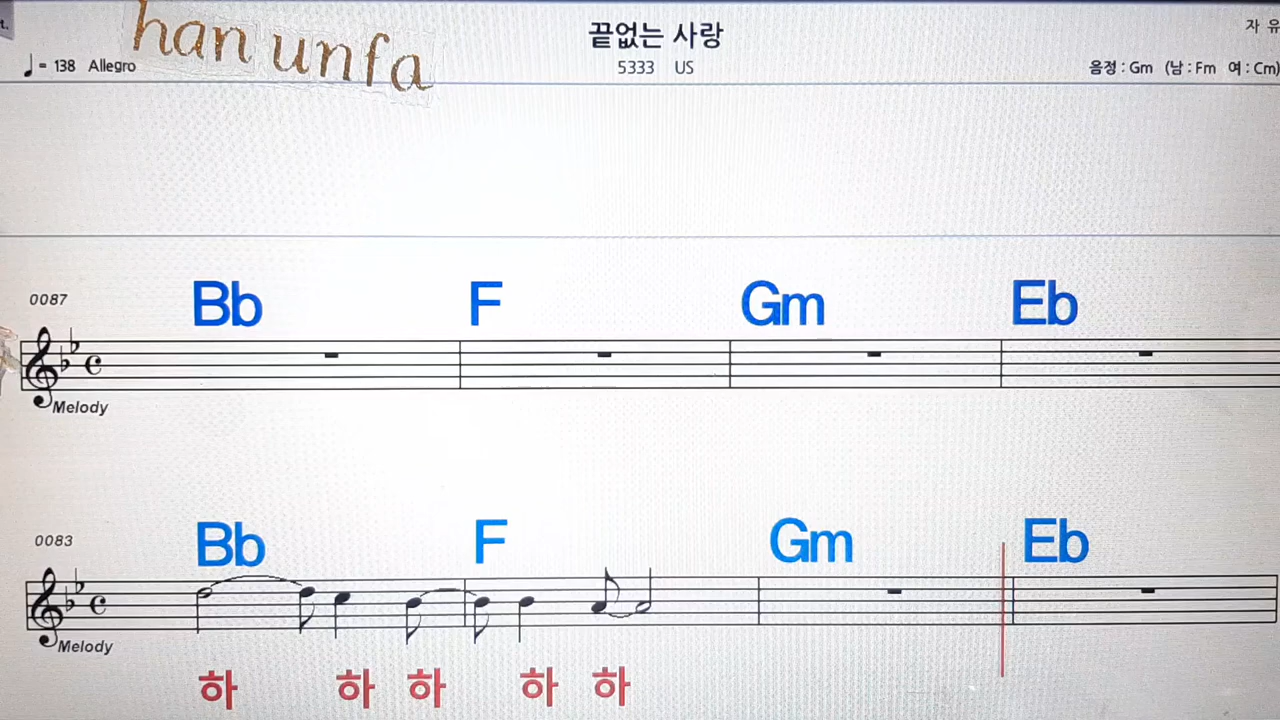 t.
han unfa
끝없는 사랑
자 유
♩= 138 Allegro
5333 US
음정 : Gm (남 : Fm 여 : Cm)
0087
Bb F Gm Eb
Melody
0083
Bb F Gm Eb
Melody
하 하 하 하 하